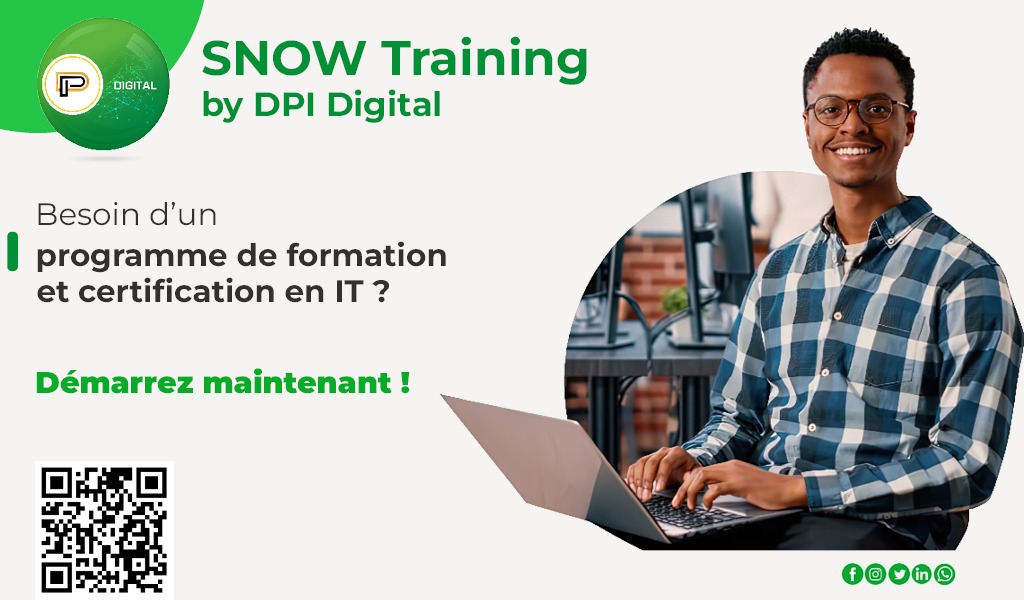 DIGITAL
SNOW Training
by DPI Digital
Besoin d’un
programme de formation
et certification en IT ?
Démarrez maintenant !